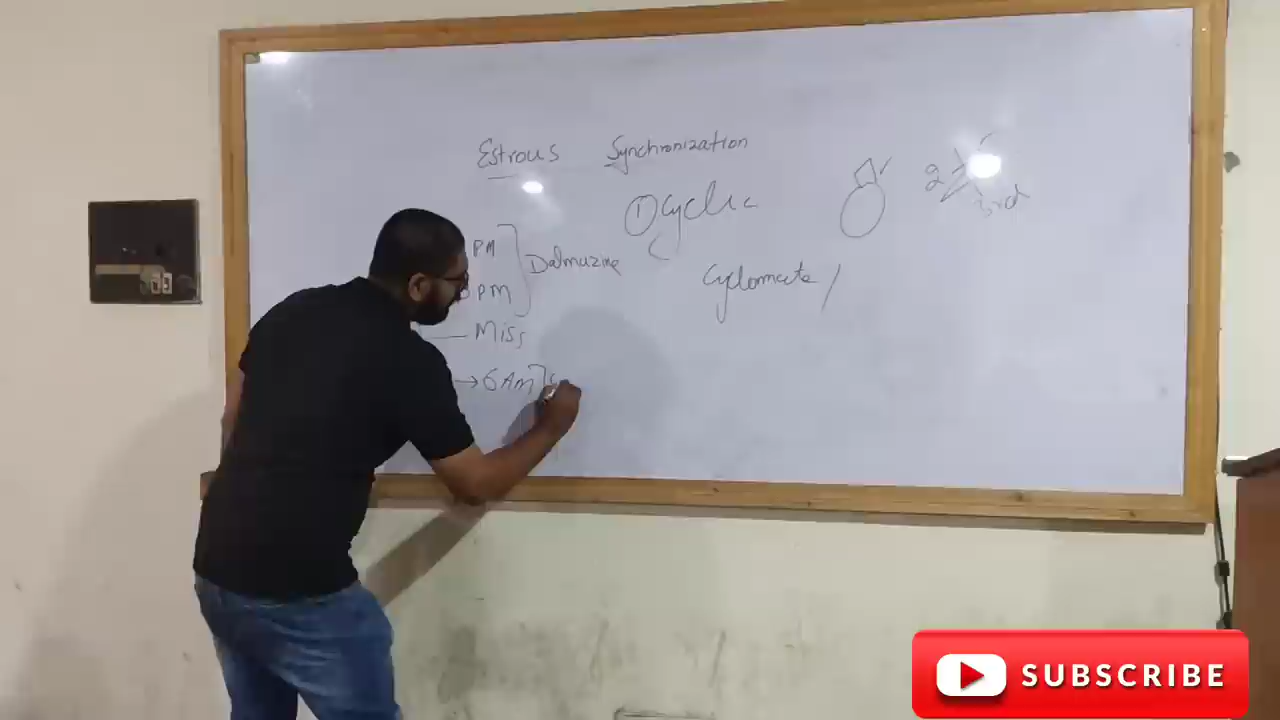 Estrous Synchronization
① Cyclic
2
3rd
PM
Dalmazine
PM
Cyclomate /
Miss
→ 6 AM
SUBSCRIBE